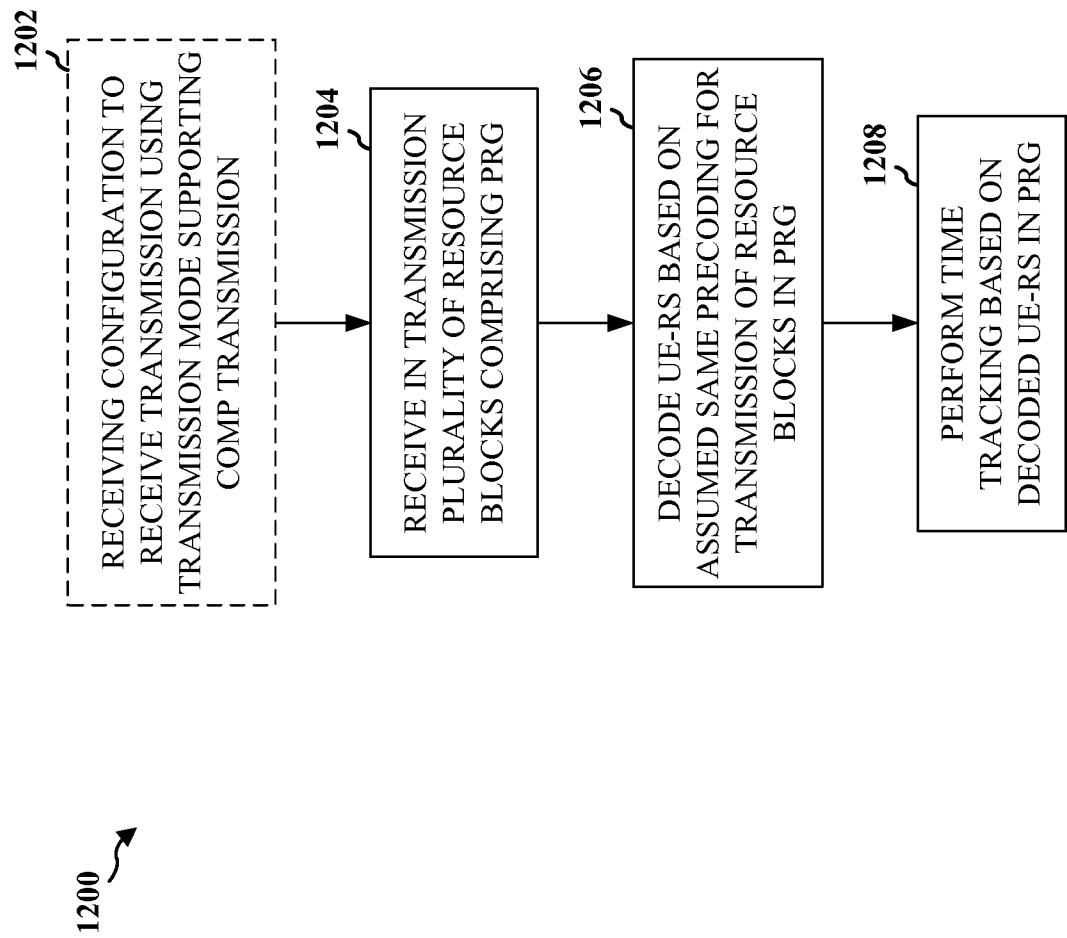 1200
1202
RECEIVING CONFIGURATION TO
RECEIVE TRANSMISSION USING
TRANSMISSION MODE SUPPORTING
COMP TRANSMISSION
1204
RECEIVE IN TRANSMISSION
PLURALITY OF RESOURCE
BLOCKS COMPRISING PRG
1206
DECODE UE-RS BASED ON
ASSUMED SAME PRECODING FOR
TRANSMISSION OF RESOURCE
BLOCKS IN PRG
1208
PERFORM TIME
TRACKING BASED ON
DECODED UE-RS IN PRG